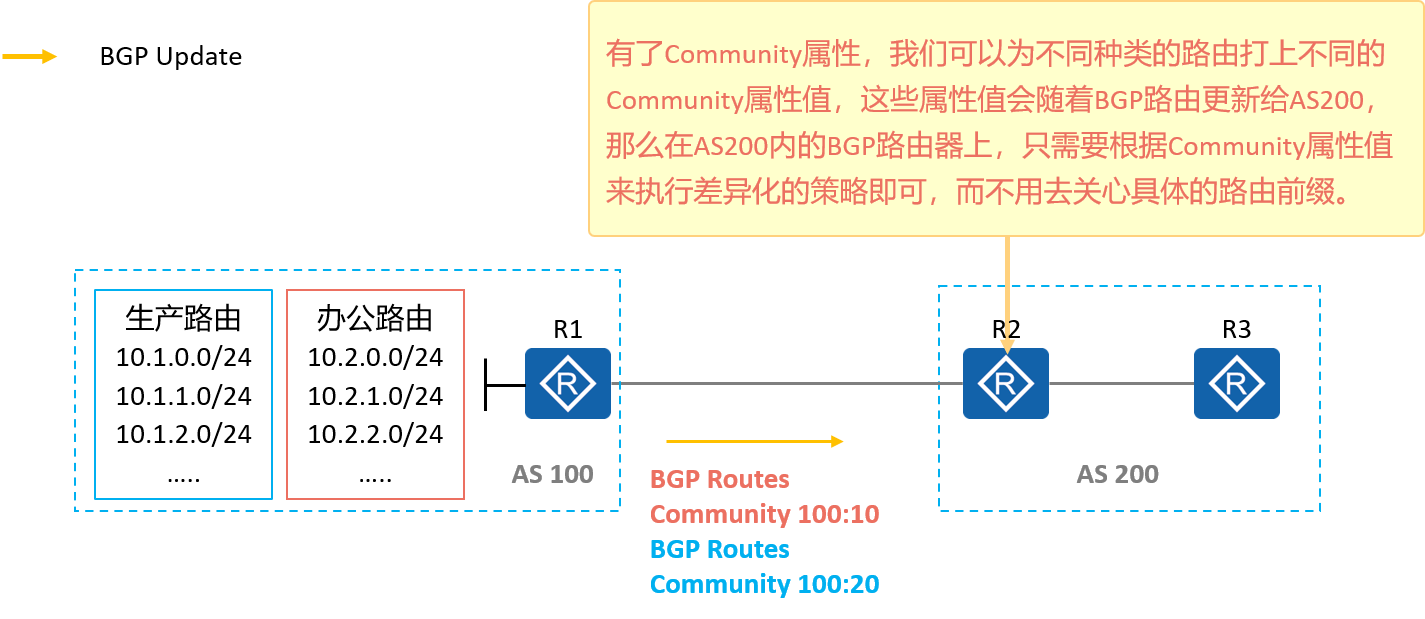 BGP Update
有了Community属性，我们可以为不同种类的路由打上不同的
Community属性值，这些属性值会随着BGP路由更新给AS200，
那么在AS200内的BGP路由器上，只需要根据Community属性值
来执行差异化的策略即可，而不用去关心具体的路由前缀。
生产路由
10.1.0.0/24
10.1.1.0/24
10.1.2.0/24
.....
办公路由
10.2.0.0/24
10.2.1.0/24
10.2.2.0/24
.....
R1
R
AS 100
BGP Routes
Community 100:10
BGP Routes
Community 100:20
R2
R
R3
R
AS 200